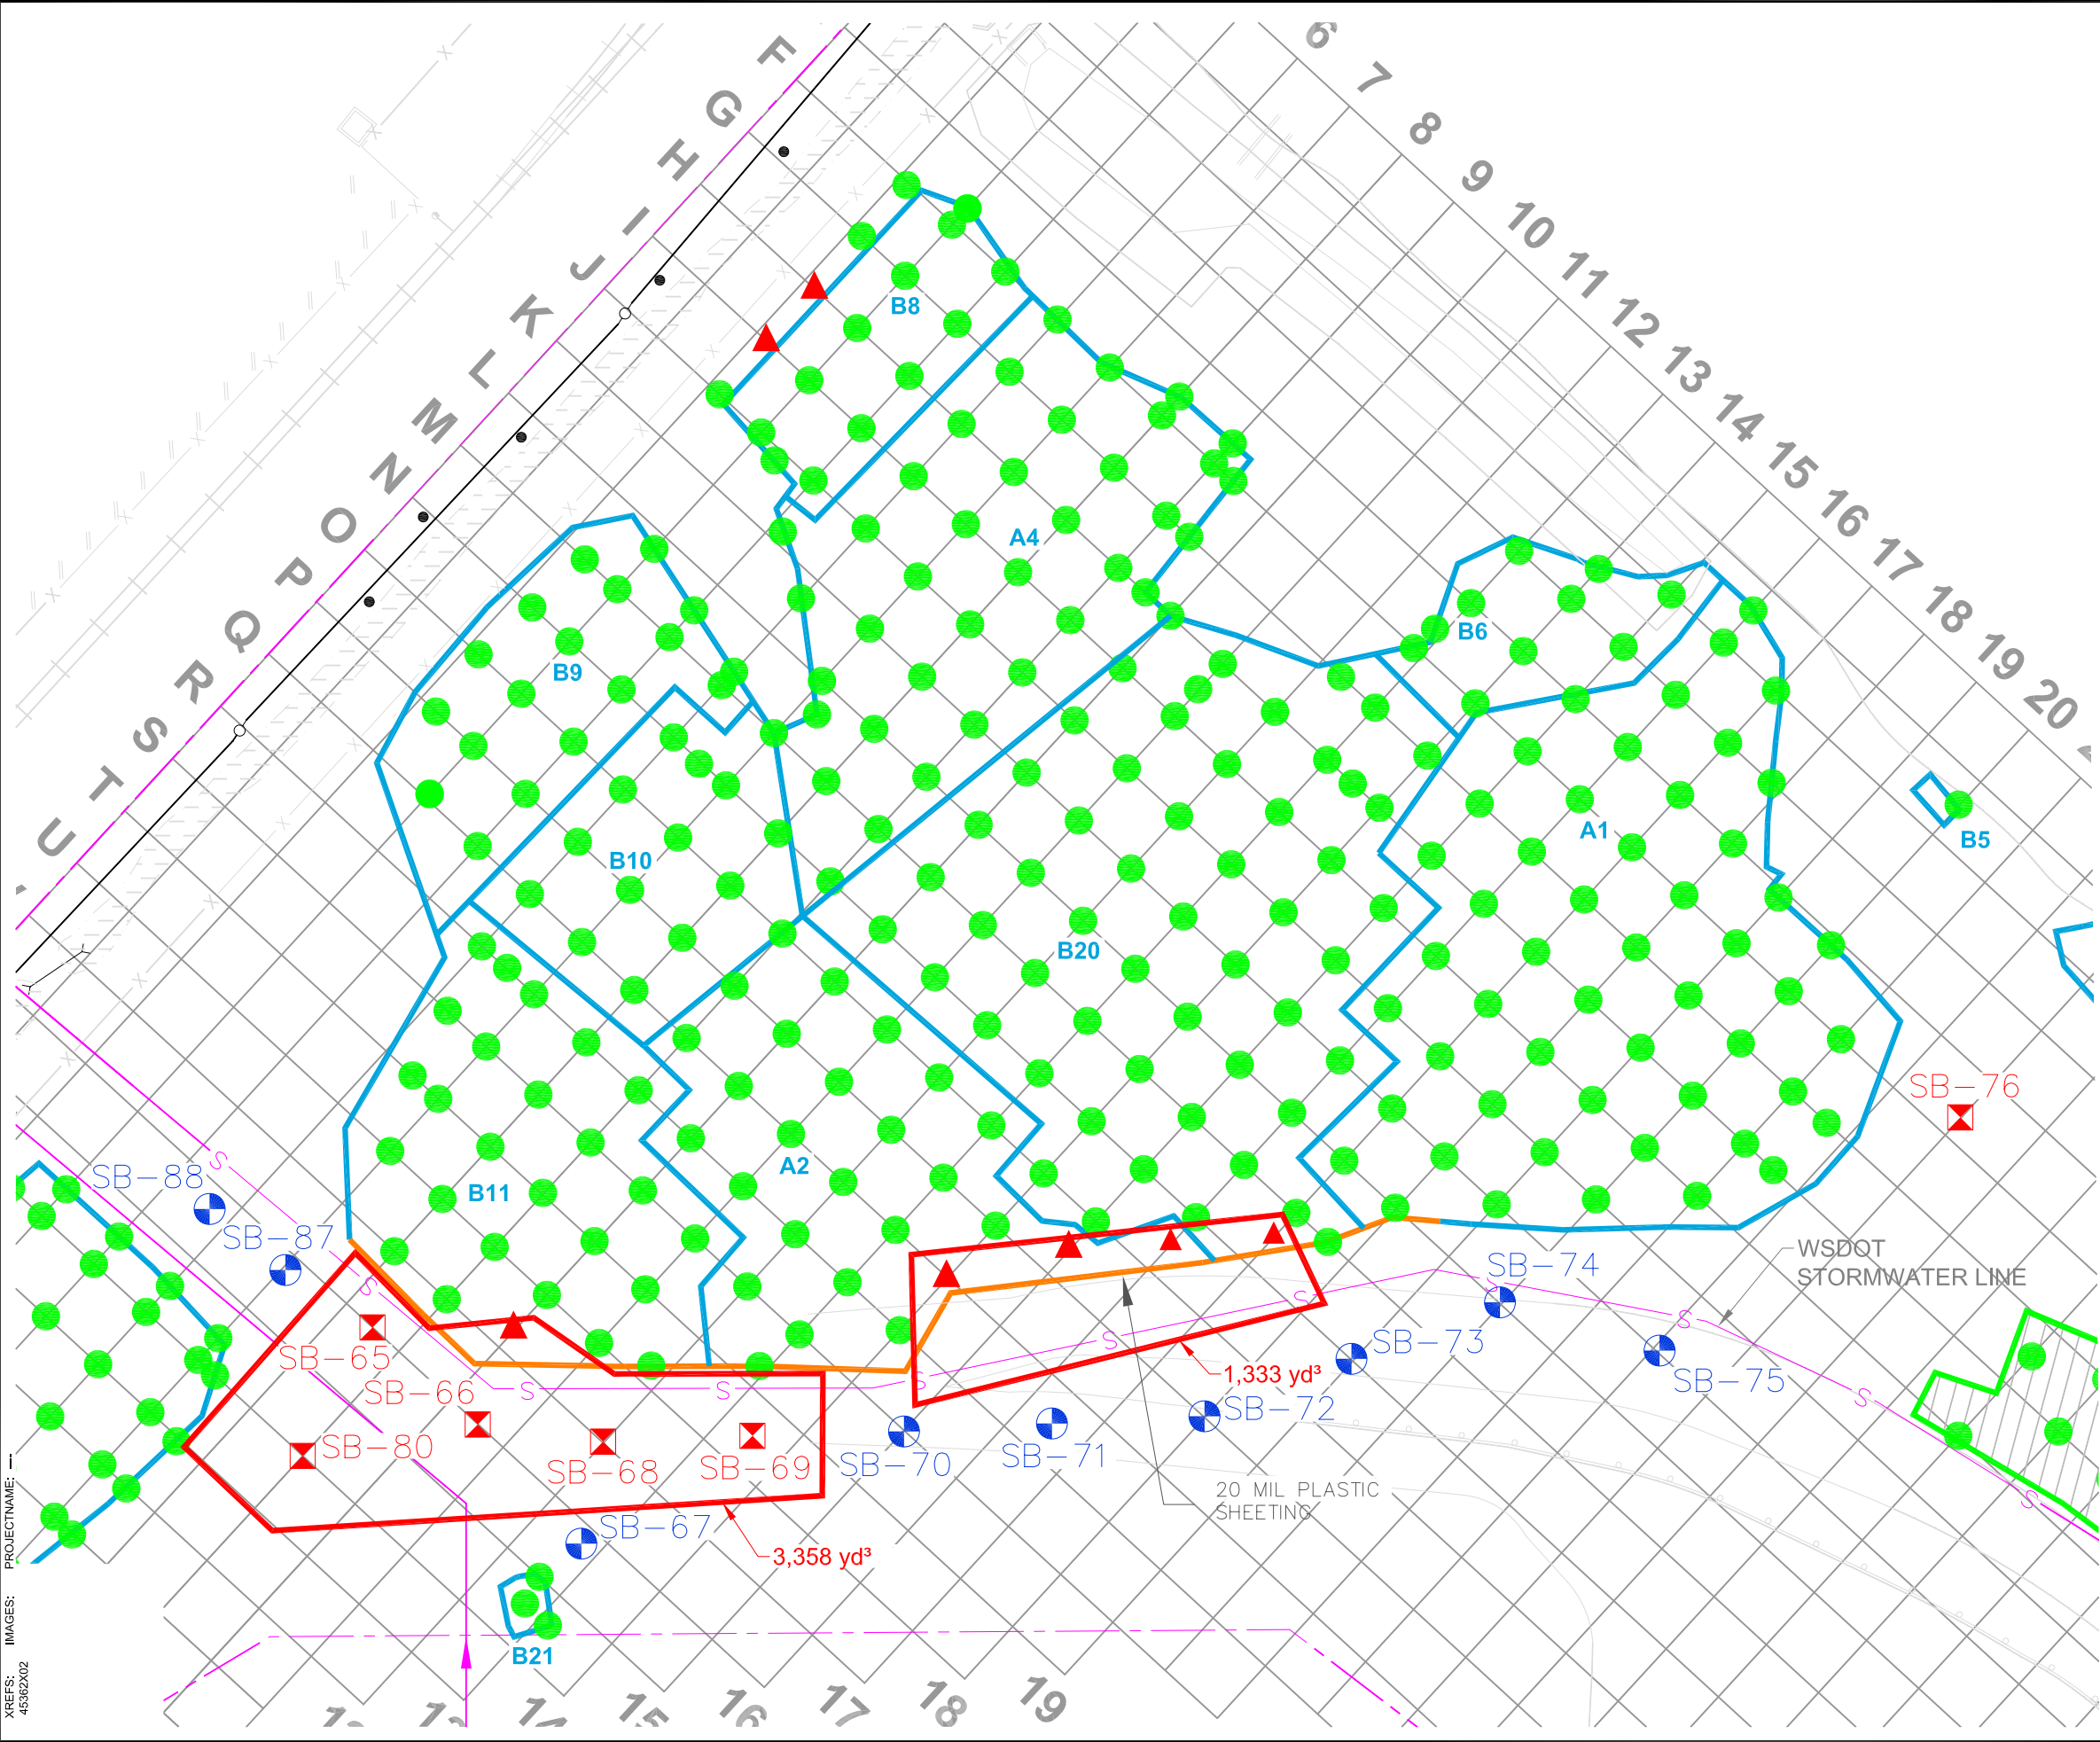 F
G
H
I
J
K
L
M
N
O
P
Q
R
S
T
U
6
7
8
9
10
11
12
13
14
15
16
17
18
19
20
B8
A4
B6
B9
B10
A1
B5
B20
A2
B11
SB-76
SB-88
SB-87
S
S
WSDOT
STORMWATER LINE
SB-74
S
S
S
SB-65
SB-66
S
S
S
S
1,333 yd³
SB-73
SB-75
S
SB-72
SB-80
SB-68
SB-69
SB-70
SB-71
20 MIL PLASTIC
SHEETING
S
SB-67
3,358 yd³
B21
13
14
15
16
17
18
19
PROJECTNAME: ---
IMAGES:
XREFS:
45362X02